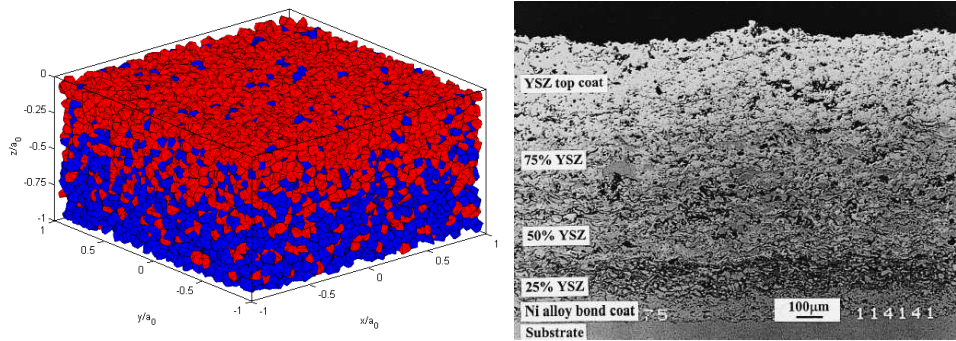 0
-0.25
-0.5
-0.75
-1
z/a0
1
0.5
0
-0.5
-1
y/a0
-1
-0.5
0
0.5
1
x/a0
YSZ top coat
75% YSZ
50% YSZ
25% YSZ
Ni alloy bond coat
75
Substrate
100μm
114141